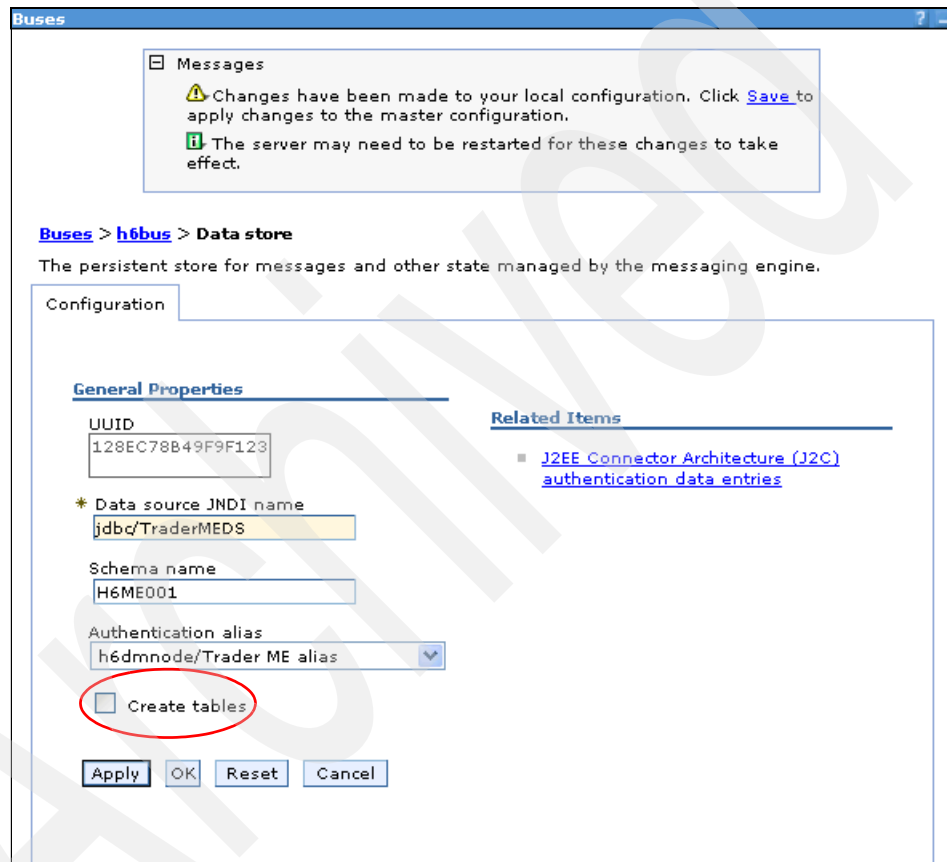 Buses ? –
Messages
Changes have been made to your local configuration. Click Save to
apply changes to the master configuration.
The server may need to be restarted for these changes to take
effect.
Buses > h6bus > Data store
The persistent store for messages and other state managed by the messaging engine.
Configuration
General Properties
UUID
128EC78B49F9F123
* Data source JNDI name
jdbc/TraderMEDS
Schema name
H6ME001
Authentication alias
h6dmnode/Trader ME alias
Create tables
Apply OK Reset Cancel
Related Items
J2EE Connector Architecture (J2C)
authentication data entries
Archived